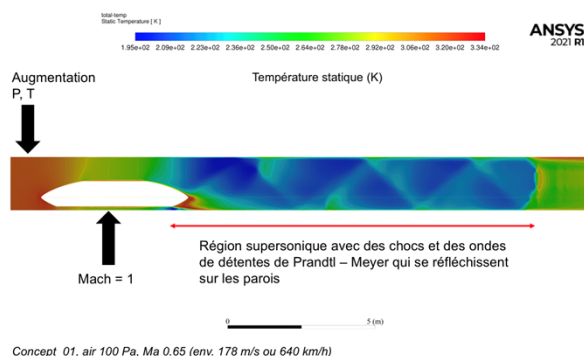 total-temp
Static Temperature [ K ]
1.95e+02 2.09e+02 2.23e+02 2.36e+02 2.50e+02 2.64e+02 2.78e+02 2.92e+02 3.06e+02 3.20e+02 3.34e+02
ANSYS
2021 R1
Augmentation
P, T
Température statique (K)
Mach = 1
Région supersonique avec des chocs et des ondes
de détentes de Prandtl – Meyer qui se réfléchissent
sur les parois
0 5 (m)
Concept_01, air 100 Pa, Ma 0.65 (env. 178 m/s ou 640 km/h)